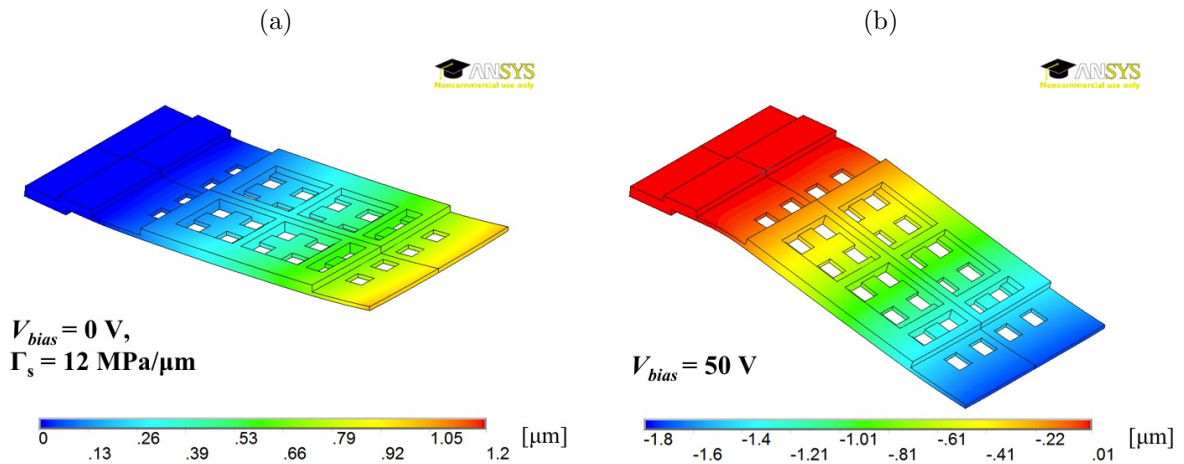 (a)
(b)
ANSYS
Noncommercial use only
ANSYS
Noncommercial use only
V_bias = 0 V,
Γ_s = 12 MPa/μm
V_bias = 50 V
0 .26 .53 .79 1.05 [μm]
.13 .39 .66 .92 1.2
-1.8 -1.4 -1.01 -.61 -.22 [μm]
-1.6 -1.21 -.81 -.41 .01